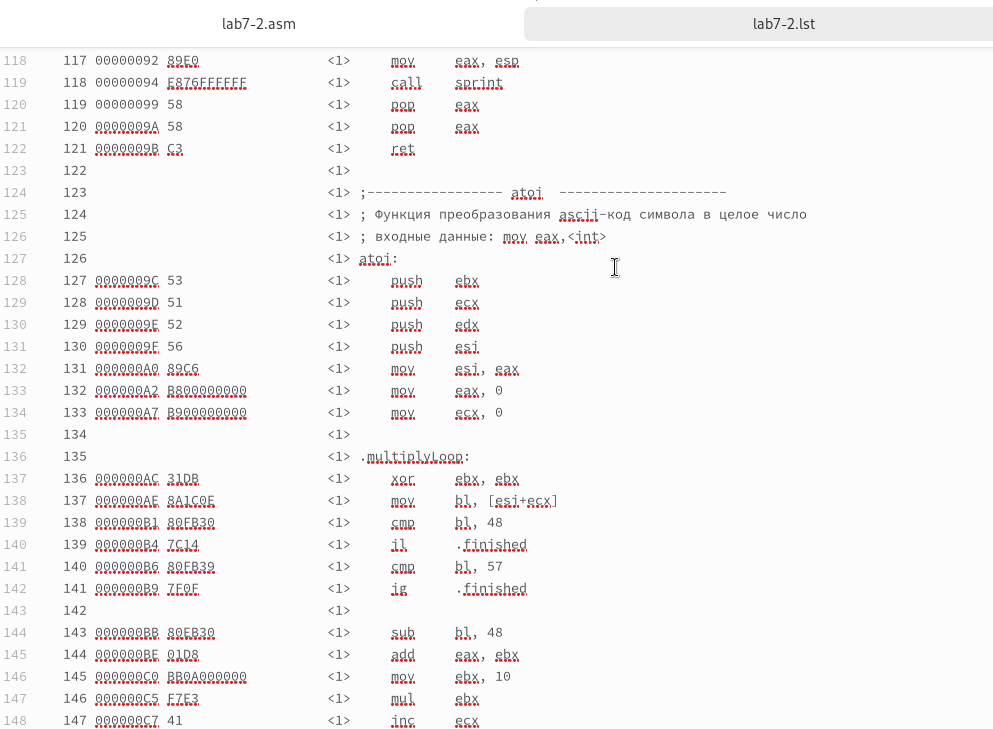 lab7-2.asm
lab7-2.lst
118 117 00000092 89E0 <1> mov eax, esp
119 118 00000094 E876FFFFFF <1> call sprint
120 119 00000099 58 <1> pop eax
121 120 0000009A 58 <1> pop eax
122 121 0000009B C3 <1> ret
123 122 <1>
124 123 <1> ;----------------- atoi ---------------------
125 124 <1> ; Функция преобразования ascii-код символа в целое число
126 125 <1> ; входные данные: mov eax,<int>
127 126 <1> atoi:
128 127 0000009C 53 <1> push ebx
129 128 0000009D 51 <1> push ecx
130 129 0000009E 52 <1> push edx
131 130 0000009F 56 <1> push esi
132 131 000000A0 89C6 <1> mov esi, eax
133 132 000000A2 B800000000 <1> mov eax, 0
134 133 000000A7 B900000000 <1> mov ecx, 0
135 134 <1>
136 135 <1> .multiplyLoop:
137 136 000000AC 31DB <1> xor ebx, ebx
138 137 000000AE 8A1C0E <1> mov bl, [esi+ecx]
139 138 000000B1 80FB30 <1> cmp bl, 48
140 139 000000B4 7C14 <1> jl .finished
141 140 000000B6 80FB39 <1> cmp bl, 57
142 141 000000B9 7F0F <1> jg .finished
143 142 <1>
144 143 000000BB 80EB30 <1> sub bl, 48
145 144 000000BE 01D8 <1> add eax, ebx
146 145 000000C0 BB0A000000 <1> mov ebx, 10
147 146 000000C5 F7E3 <1> mul ebx
148 147 000000C7 41 <1> inc ecx